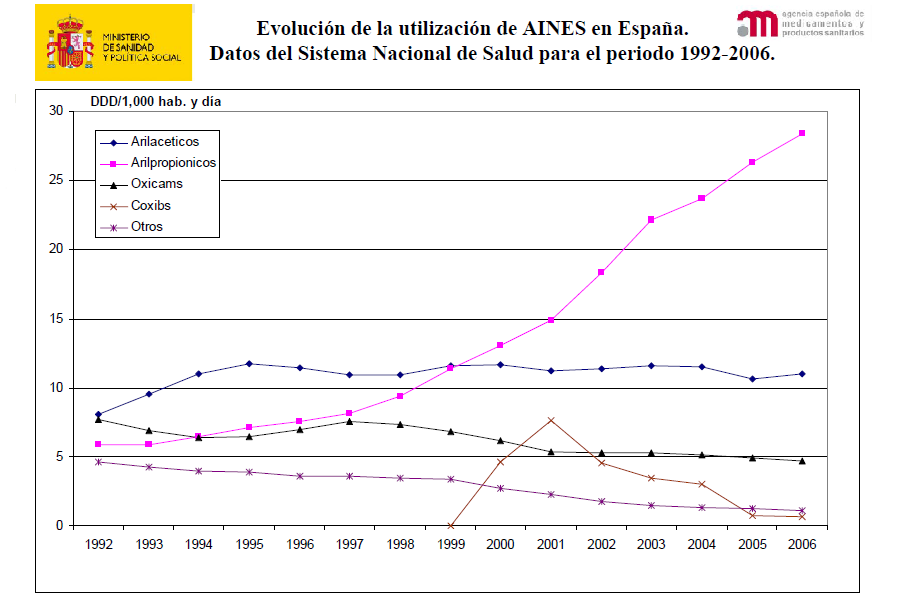 MINISTERIO
DE SANIDAD
Y POLÍTICA SOCIAL
Evolución de la utilización de AINES en España.
Datos del Sistema Nacional de Salud para el periodo 1992-2006.
agencia española de
medicamentos y
productos sanitarios
DDD/1,000 hab. y día
30
25
20
15
10
5
0
Arilaceticos
Arilpropionicos
Oxicams
Coxibs
Otros
1992 1993 1994 1995 1996 1997 1998 1999 2000 2001 2002 2003 2004 2005 2006